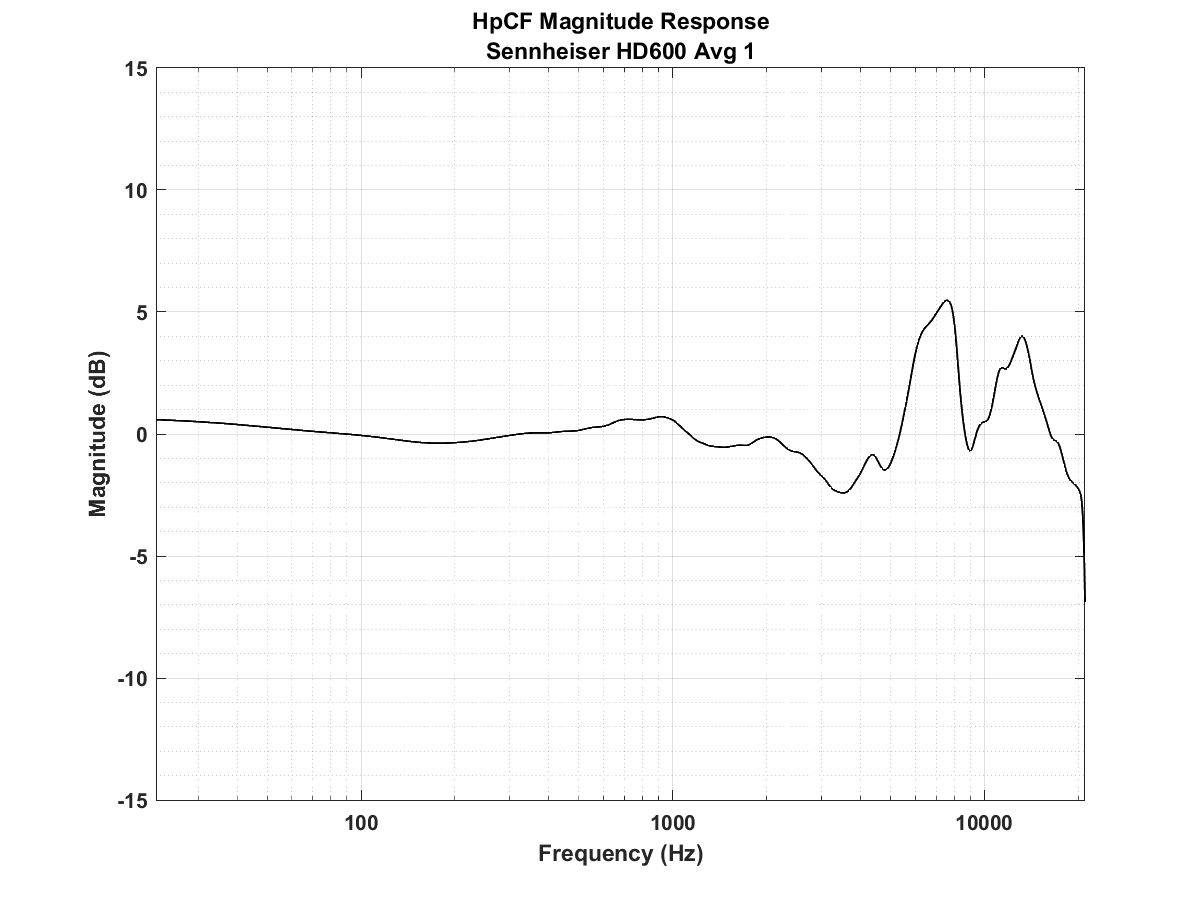 HpCF Magnitude Response
Sennheiser HD600 Avg 1
15
10
5
0
-5
-10
-15
Magnitude (dB)
100
1000
10000
Frequency (Hz)